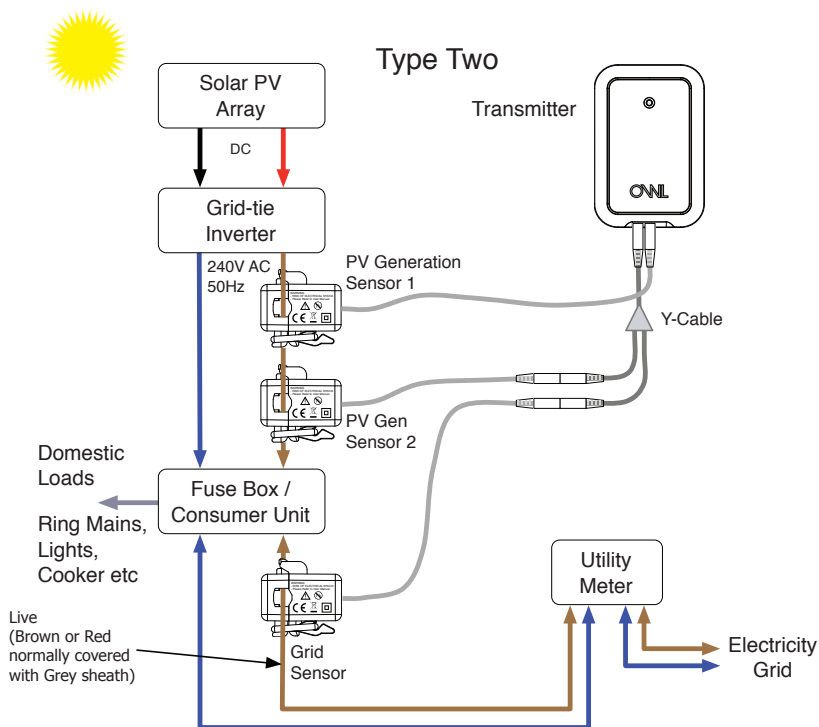 Type Two
Solar PV
Array
Transmitter
DC
OWL
Grid-tie
Inverter
240V AC
50Hz
PV Generation
Sensor 1
Y-Cable
PV Gen
Sensor 2
Domestic
Loads
Fuse Box /
Consumer Unit
Ring Mains,
Lights,
Cooker etc
Utility
Meter
Live
(Brown or Red
normally covered
with Grey sheath)
Grid
Sensor
Electricity
Grid